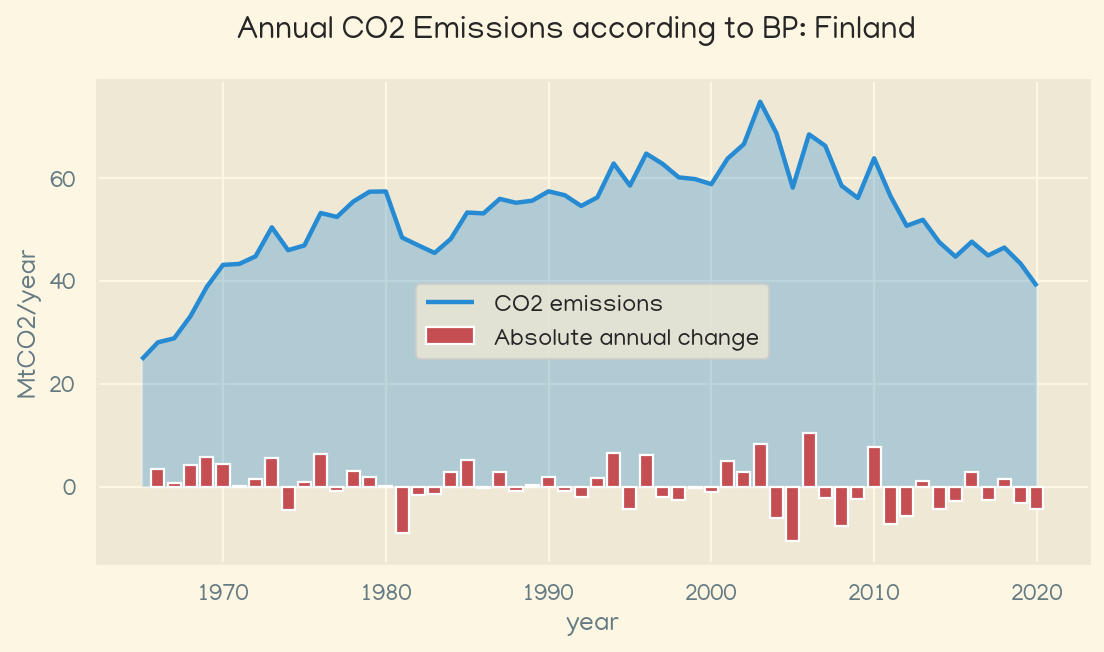 Annual CO2 Emissions according to BP: Finland
MtCO2/year
60
40
20
0
CO2 emissions
Absolute annual change
1970 1980 1990 2000 2010 2020
year